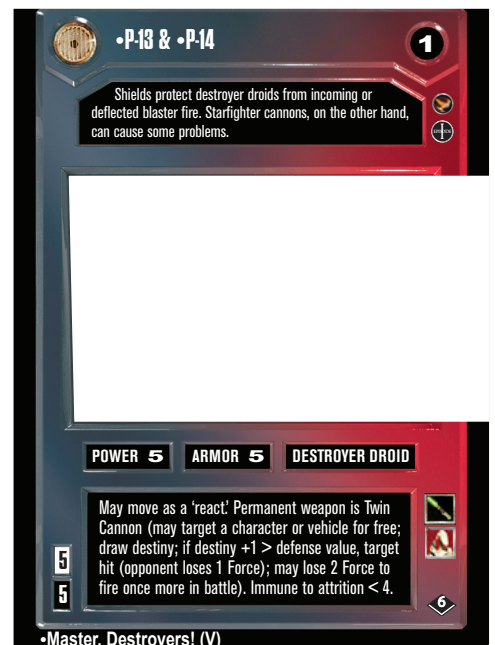 •P-13 & •P-14
1
Shields protect destroyer droids from incoming or
deflected blaster fire. Starfighter cannons, on the other hand,
can cause some problems.
POWER 5
ARMOR 5
DESTROYER DROID
May move as a 'react.' Permanent weapon is Twin
Cannon (may target a character or vehicle for free;
draw destiny; if destiny +1 > defense value, target
hit (opponent loses 1 Force); may lose 2 Force to
fire once more in battle). Immune to attrition < 4.
5
5
6
•Master, Destroyers! (V)